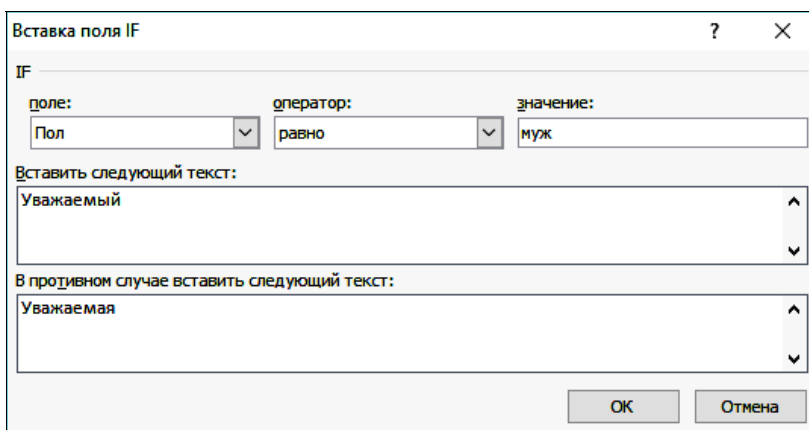 Вставка поля IF ?
IF
поле: оператор: значение:
Пол равно муж
Вставить следующий текст:
Уважаемый
В противном случае вставить следующий текст:
Уважаемая
ОК Отмена